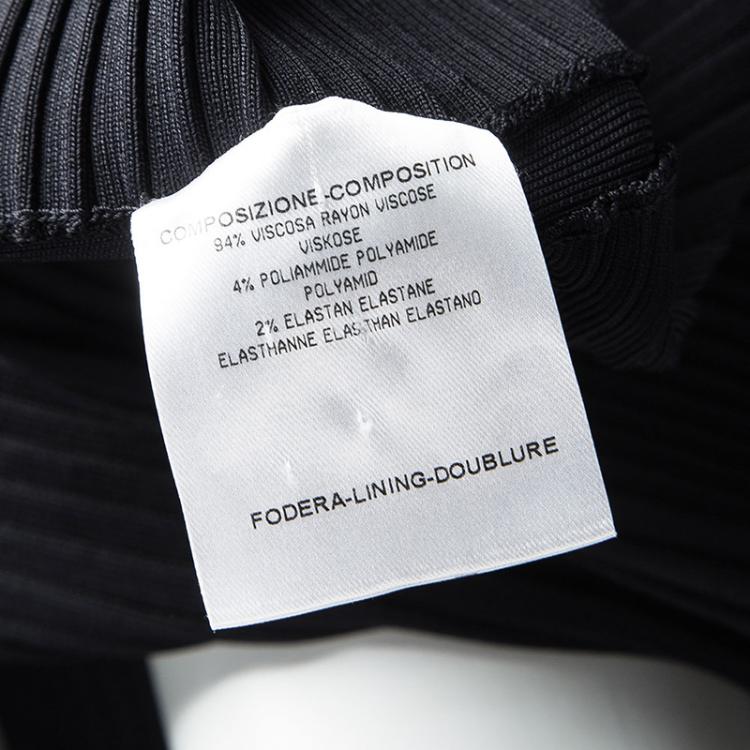 COMPOSIZIONE-COMPOSITION
94% VISCOSA RAYON VISCOSE
VISKOSE
4% POLIAMMIDE POLYAMIDE
POLYAMID
2% ELASTAN ELASTANE
ELASTHANNE ELASTHAN ELASTANO
FODERA-LINING-DOUBLURE